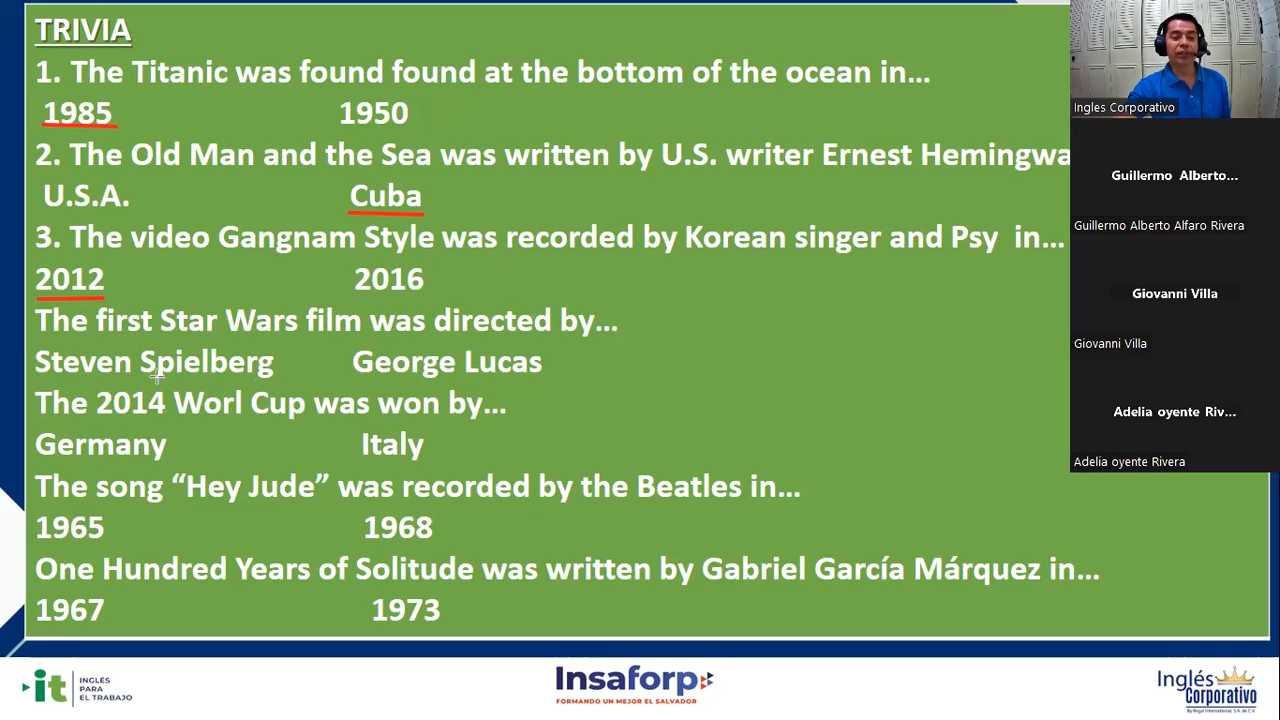 TRIVIA
1. The Titanic was found found at the bottom of the ocean in...
1985 1950
2. The Old Man and the Sea was written by U.S. writer Ernest Hemingwa
U.S.A. Cuba
3. The video Gangnam Style was recorded by Korean singer and Psy in...
2012 2016
The first Star Wars film was directed by...
Steven Spielberg George Lucas
The 2014 Worl Cup was won by...
Germany Italy
The song “Hey Jude” was recorded by the Beatles in...
1965 1968
One Hundred Years of Solitude was written by Gabriel García Márquez in...
1967 1973
Ingles Corporativo
Guillermo Alberto...
Guillermo Alberto Alfaro Rivera
Giovanni Villa
Giovanni Villa
Adelia oyente Riv...
Adelia oyente Rivera
it INGLÉS
PARA
EL TRABAJO
Insaforp
FORMANDO UN MEJOR EL SALVADOR
Inglés
Corporativo
By Regal International, S.A. de C.V.